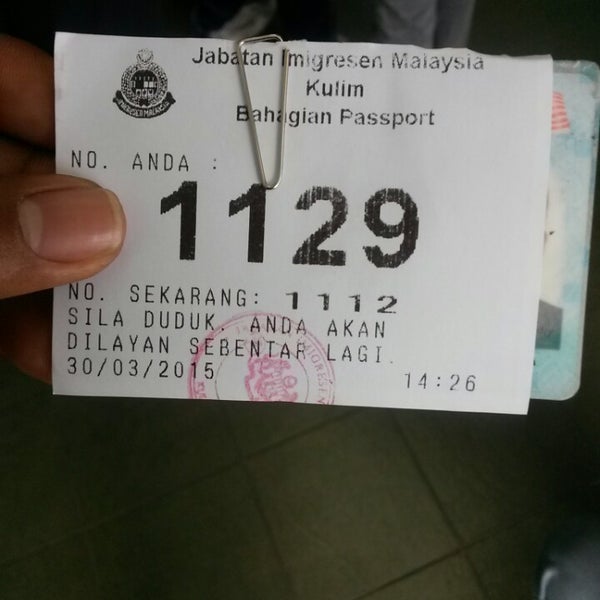 Jabatan Imigresen Malaysia
Kulim
Bahagian Passport
NO. ANDA :
1129
NO. SEKARANG: 1112
SILA DUDUK. ANDA AKAN
DILAYAN SEBENTAR LAGI.
30/03/2015 14:26